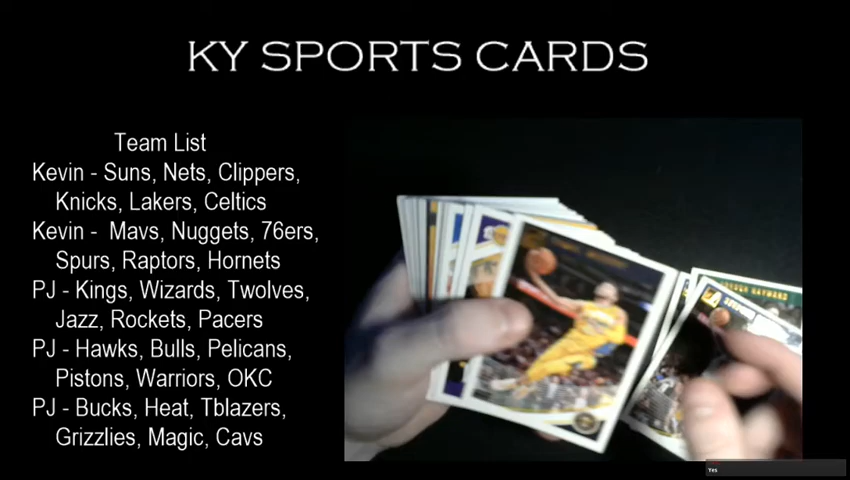 KY SPORTS CARDS
Team List
Kevin - Suns, Nets, Clippers,
Knicks, Lakers, Celtics
Kevin - Mavs, Nuggets, 76ers,
Spurs, Raptors, Hornets
PJ - Kings, Wizards, Twolves,
Jazz, Rockets, Pacers
PJ - Hawks, Bulls, Pelicans,
Pistons, Warriors, OKC
PJ - Bucks, Heat, Tblazers,
Grizzlies, Magic, Cavs
HAYWARD
Yes